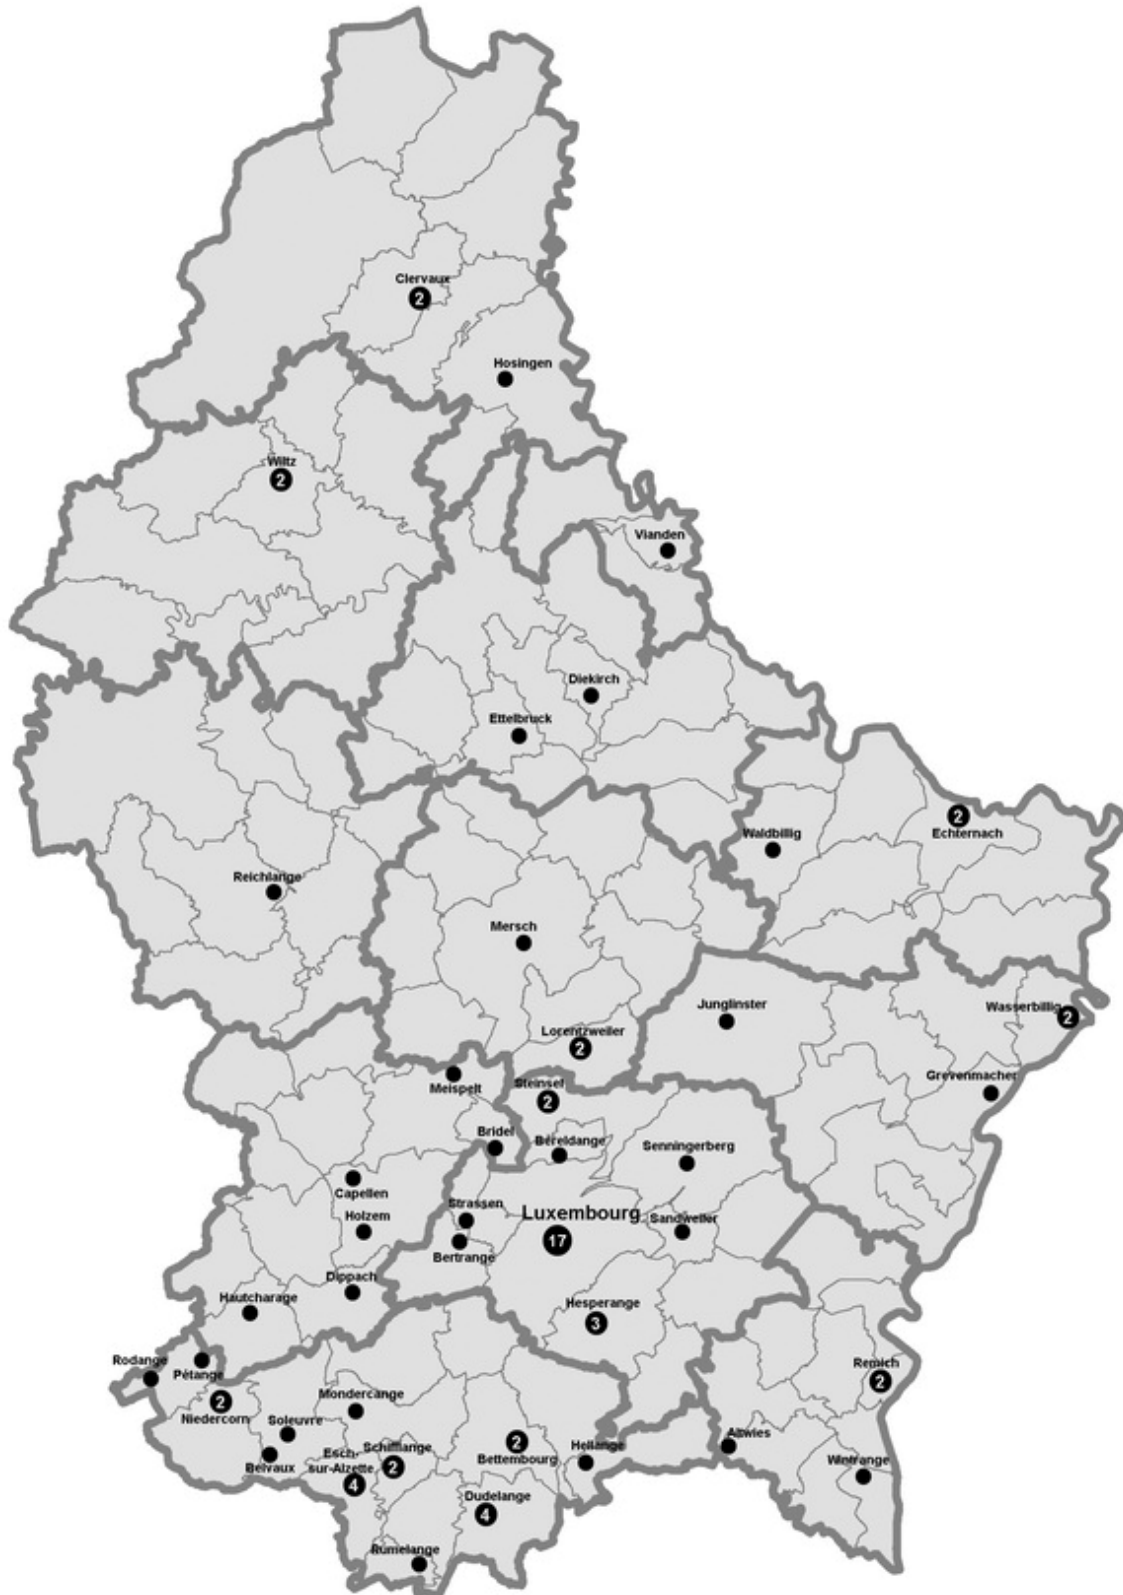 Clervaux
2
Hosingen
Wiltz
2
Vianden
Diekirch
Ettelbruck
2
Echternach
Waldbillig
Reichlange
Mersch
Junglinster
Wasserbillig
2
Lorentzweiler
2
Meispelt
Steinsel
2
Grevenmacher
Bridel
Béreldange
Senningerberg
Capellen
Strassen
Luxembourg
17
Holzem
Sandweiler
Bertrange
Dippach
Hautcharage
Hesperange
3
Rodange
Pétange
Remich
2
2
Niedercorn
Mondercange
Soleuvre
Belvaux
Esch-
sur-Alzette
4
Schifflange
2
2
Bettembourg
Hellange
Altwies
Wintrange
Dudelange
4
Rumelange